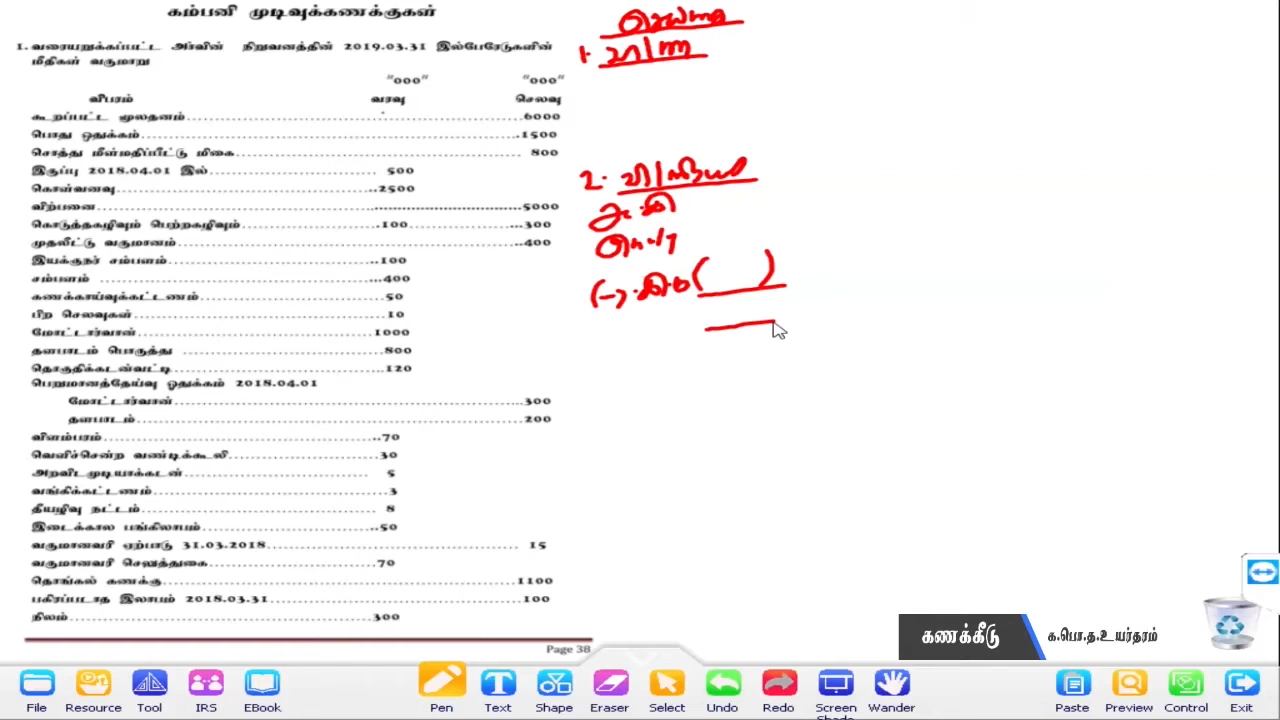 கம்பனி முடிவுக்கணக்குகள்
1. வரையறுக்கப்பட்ட அர்வின் நிறுவனத்தின் 2019.03.31 இல்பேரேடுகளின்
மீதிகள் வருமாறு
"000" "000"
விபரம் வரவு செலவு
கூறப்பட்ட மூலதனம்..........6000
பொது ஒதுக்கம்..........1500
சொத்து மீள்மதிப்பீட்டு மிகை.......... 800
இருப்பு 2018.04.01 இல்.......... 500
கொள்வனவு..........2500
விற்பனை ..........5000
கொடுத்தகழிவும் பெற்றகழிவும்..........100..........300
முதலீட்டு வருமானம்..........400
இயக்குநர் சம்பளம்..........100
சம்பளம் ..........400
கணக்காய்வுக்கட்டணம்..........50
பிற செலவுகள்..........10
மோட்டார்வான்..........1000
தளபாடம் பொருத்து ..........800
தொகுதிக்கடன்வட்டி..........120
பெறுமானத்தேய்வு ஓதுக்கம் 2018.04.01
மோட்டார்வான்..........300
தளபாடம்..........200
விளம்பரம்..........70
வெளிச்சென்ற வண்டிக்கூலி..........30
அறவிடமுடியாக்கடன்.......... 5
வங்கிக்கட்டணம்..........3
தீயழிவு நட்டம்.......... 8
இடைக்கால பங்கிலாபம்..........50
வருமானவரி ஏற்பாடு 31.03.2018.......... 15
வருமானவரி செலுத்துகை..........70
தொங்கல் கணக்கு..........1100
பகிரப்படாத இலாபம் 2018.03.31..........100
நிலம்..........300
Page 38
1.
2.
கணக்கீடு க.பொ.த.உயர்தரம்
File Resource Tool IRS EBook Pen Text Shape Eraser Select Undo Redo Screen Shade Wander Paste Preview Control Exit